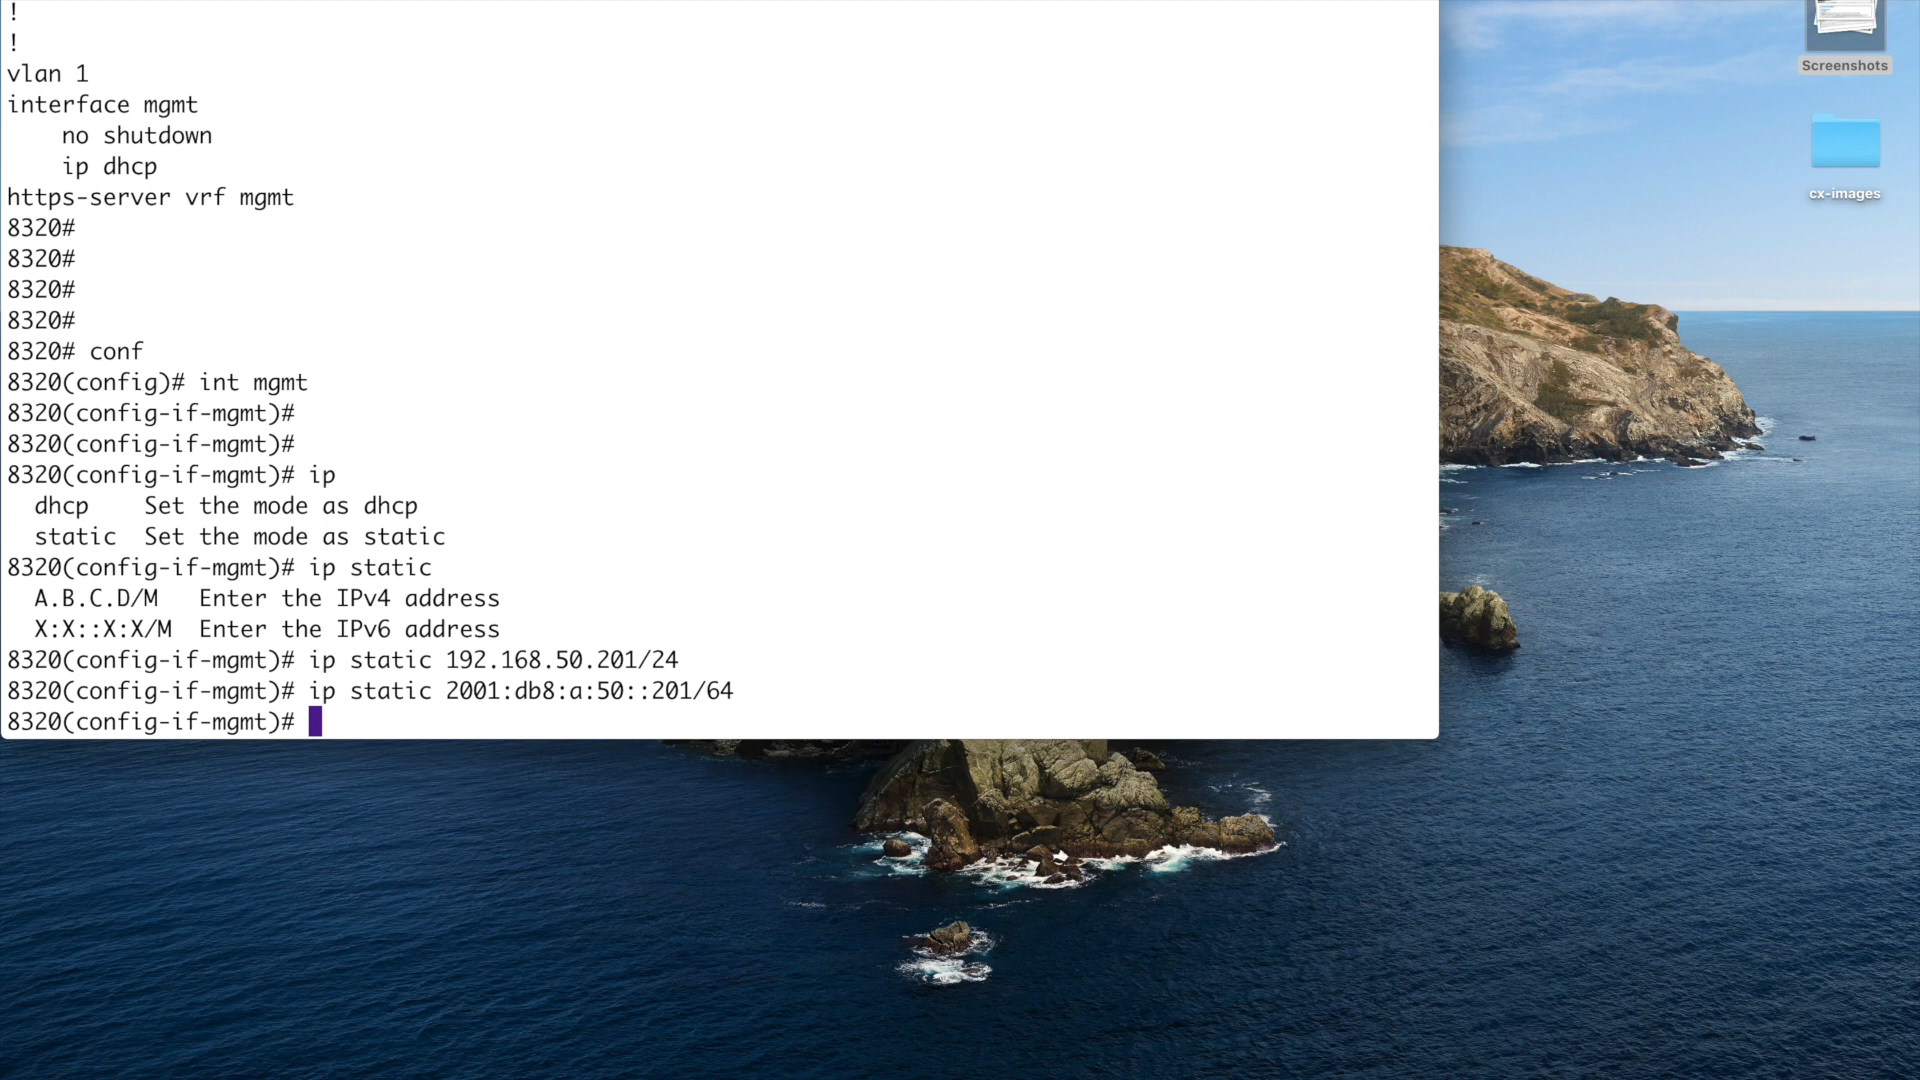 !
!
vlan 1
interface mgmt
    no shutdown
    ip dhcp
https-server vrf mgmt
8320#
8320#
8320#
8320#
8320# conf
8320(config)# int mgmt
8320(config-if-mgmt)#
8320(config-if-mgmt)#
8320(config-if-mgmt)# ip
  dhcp    Set the mode as dhcp
  static  Set the mode as static
8320(config-if-mgmt)# ip static
  A.B.C.D/M   Enter the IPv4 address
  X:X::X:X/M  Enter the IPv6 address
8320(config-if-mgmt)# ip static 192.168.50.201/24
8320(config-if-mgmt)# ip static 2001:db8:a:50::201/64
8320(config-if-mgmt)#
Screenshots
cx-images